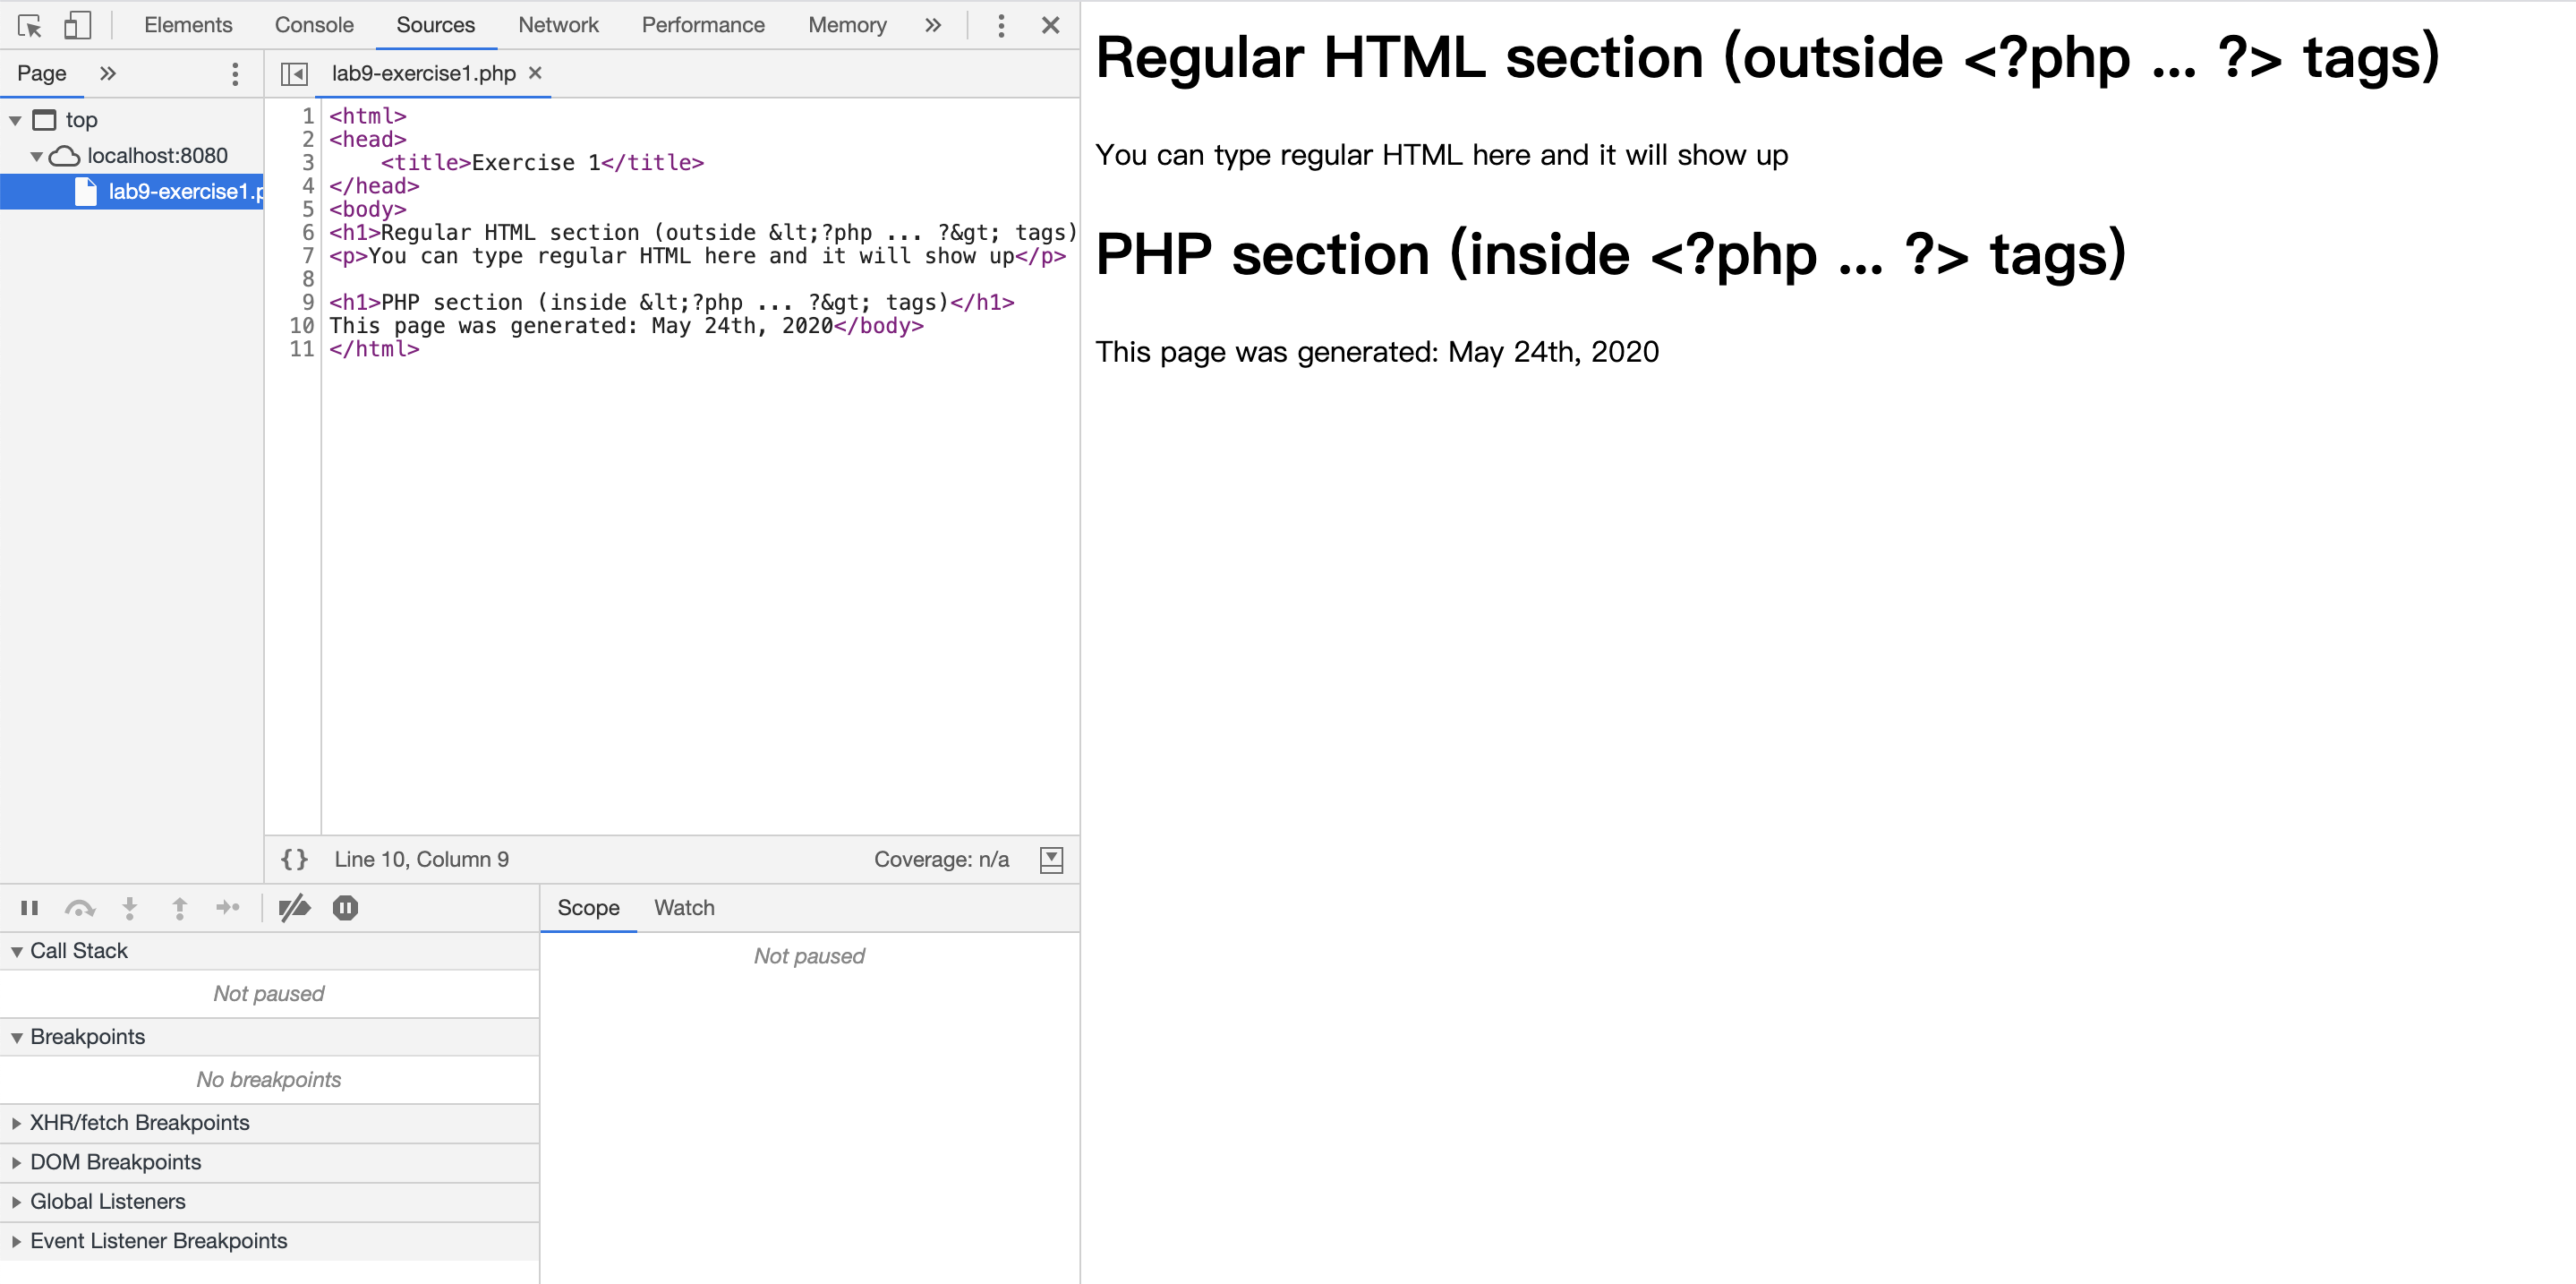 Elements Console Sources Network Performance Memory »
Page »
lab9-exercise1.php ×
top
localhost:8080
lab9-exercise1.p
1 <html>
2 <head>
3     <title>Exercise 1</title>
4 </head>
5 <body>
6 <h1>Regular HTML section (outside &lt;?php ... ?&gt; tags)
7 <p>You can type regular HTML here and it will show up</p>
8
9 <h1>PHP section (inside &lt;?php ... ?&gt; tags)</h1>
10 This page was generated: May 24th, 2020</body>
11 </html>
{} Line 10, Column 9 Coverage: n/a
Scope Watch
Call Stack
Not paused
Not paused
Breakpoints
No breakpoints
XHR/fetch Breakpoints
DOM Breakpoints
Global Listeners
Event Listener Breakpoints
Regular HTML section (outside <?php ... ?> tags)
You can type regular HTML here and it will show up
PHP section (inside <?php ... ?> tags)
This page was generated: May 24th, 2020